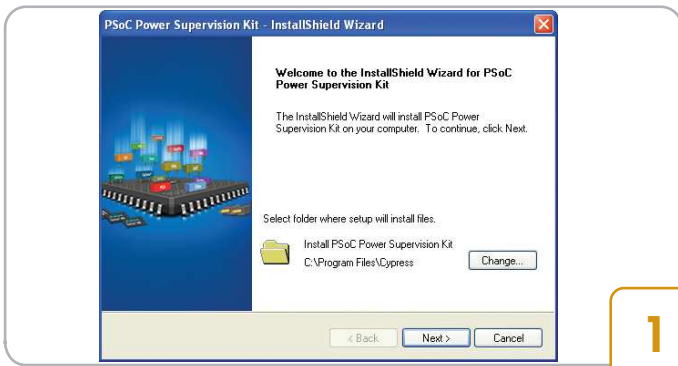 PSoC Power Supervision Kit - InstallShield Wizard
Welcome to the InstallShield Wizard for PSoC
Power Supervision Kit
The InstallShield Wizard will install PSoC Power
Supervision Kit on your computer. To continue, click Next.
Select folder where setup will install files.
Install PSoC Power Supervision Kit
C:\Program Files\Cypress
Change...
< Back
Next >
Cancel
1